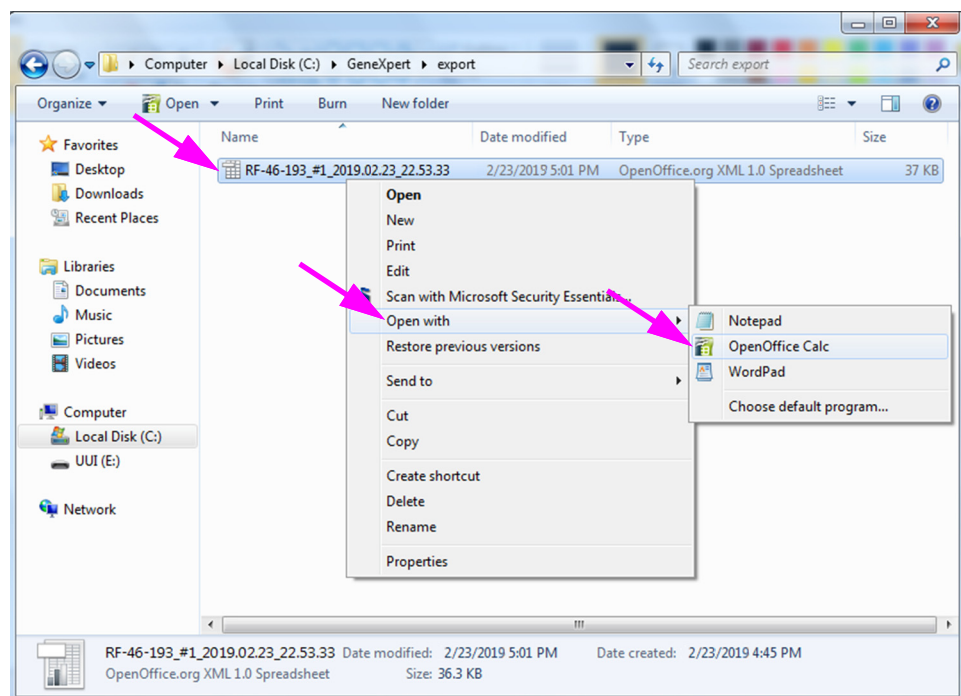 Computer Local Disk (C:) GeneXpert export Search export
Organize Open Print Burn New folder
Name Date modified Type Size
RF-46-193_#1_2019.02.23_22.53.33 2/23/2019 5:01 PM OpenOffice.org XML 1.0 Spreadsheet 37 KB
Favorites
Desktop
Downloads
Recent Places
Libraries
Documents
Music
Pictures
Videos
Computer
Local Disk (C:)
UUI (E:)
Network
Open
New
Print
Edit
Scan with Microsoft Security Essentials...
Open with
Restore previous versions
Send to
Cut
Copy
Create shortcut
Delete
Rename
Properties
Notepad
OpenOffice Calc
WordPad
Choose default program...
RF-46-193_#1_2019.02.23_22.53.33 Date modified: 2/23/2019 5:01 PM Date created: 2/23/2019 4:45 PM
OpenOffice.org XML 1.0 Spreadsheet Size: 36.3 KB